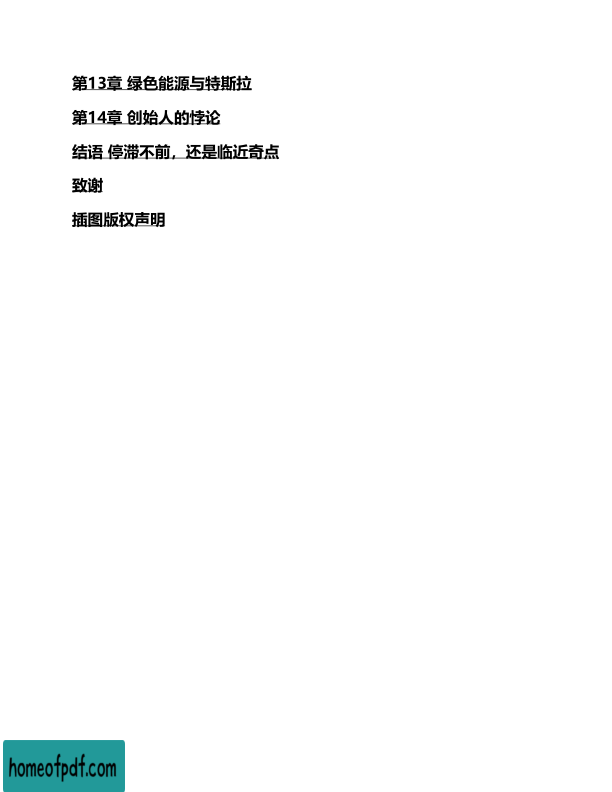 第13章 绿色能源与特斯拉
第14章 创始人的悖论
结语 停滞不前，还是临近奇点
致谢
插图版权声明
homeofpdf.com